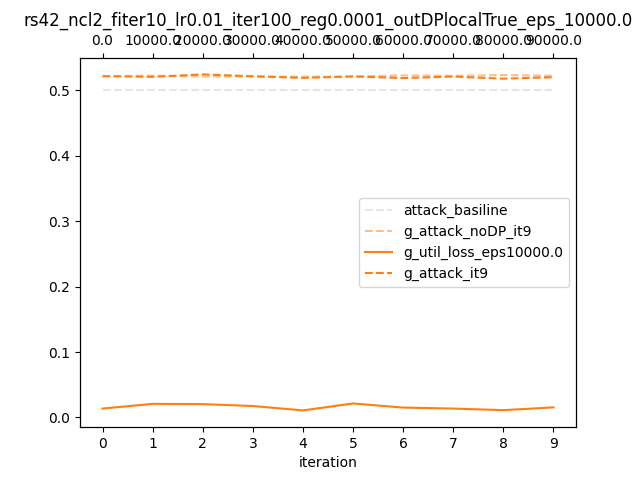 rs42_ncl2_fiter10_lr0.01_iter100_reg0.0001_outDPlocalTrue_eps_10000.0
0.0 10000.0 20000.0 30000.0 40000.0 50000.0 60000.0 70000.0 80000.0 90000.0
0.5
0.4
0.3
0.2
0.1
0.0
attack_basiline
g_attack_noDP_it9
g_util_loss_eps10000.0
g_attack_it9
0 1 2 3 4 5 6 7 8 9
iteration